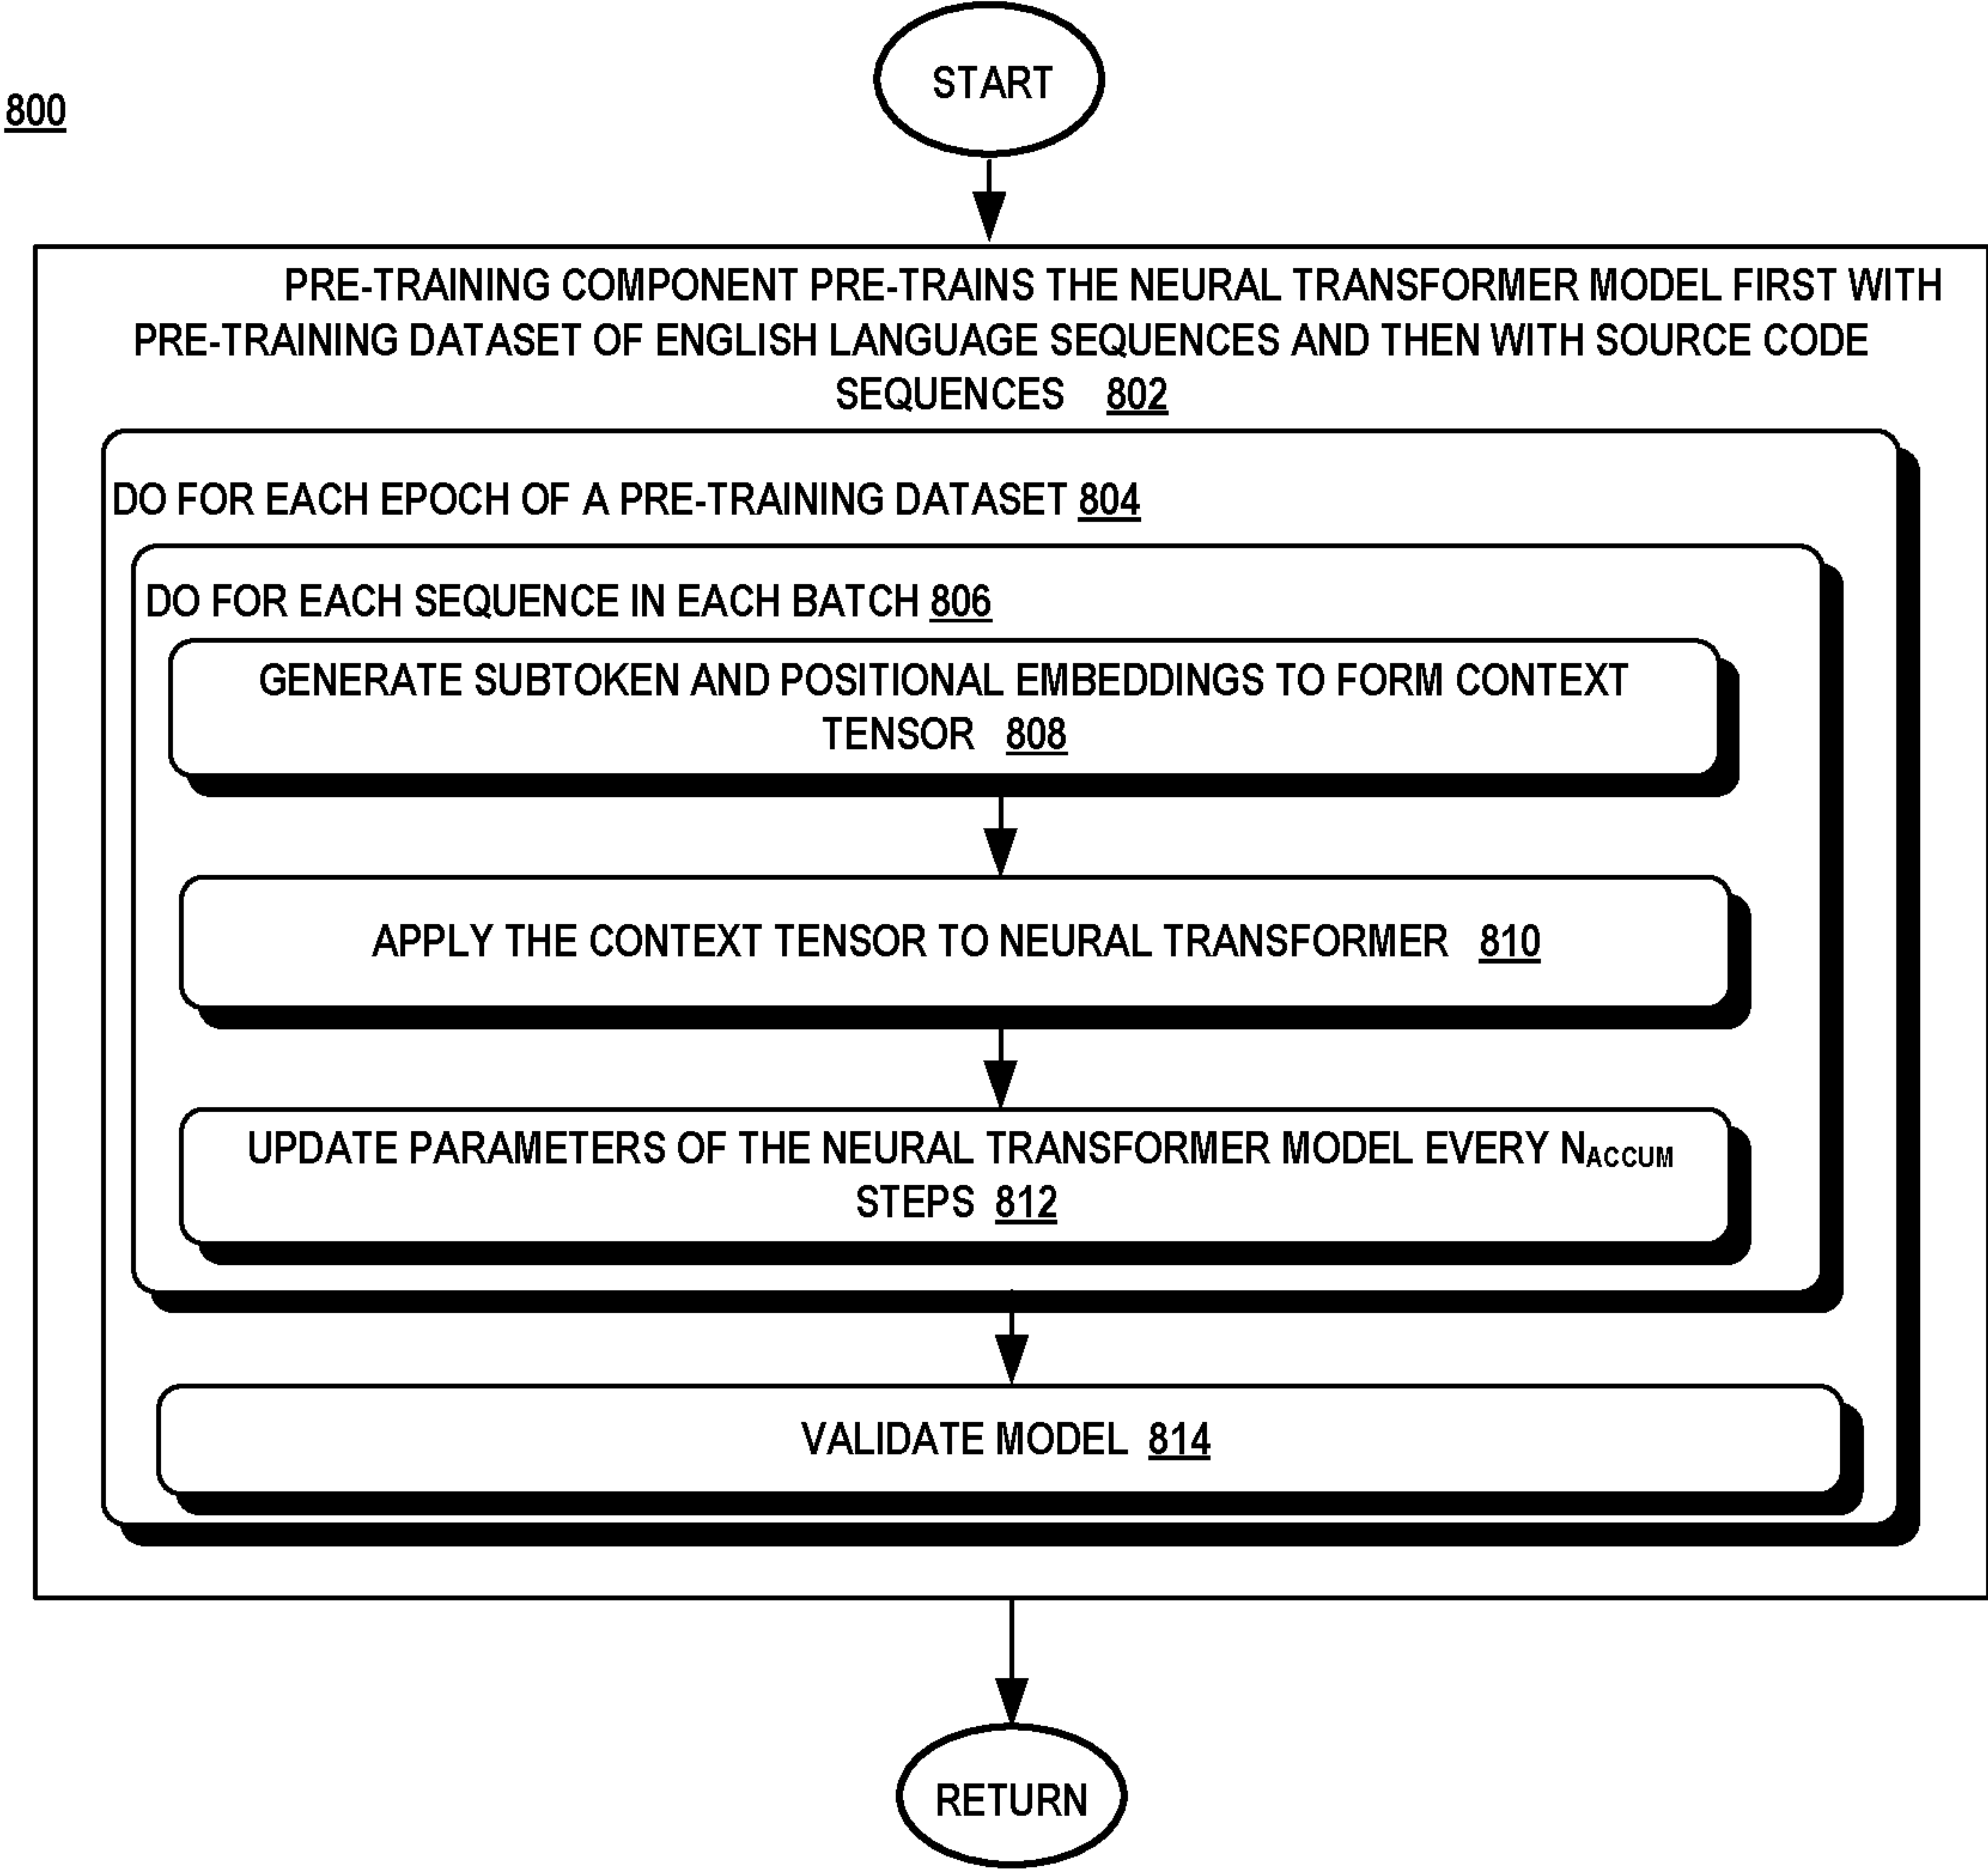 START
800
PRE-TRAINING COMPONENT PRE-TRAINS THE NEURAL TRANSFORMER MODEL FIRST WITH
PRE-TRAINING DATASET OF ENGLISH LANGUAGE SEQUENCES AND THEN WITH SOURCE CODE
SEQUENCES 802
DO FOR EACH EPOCH OF A PRE-TRAINING DATASET 804
DO FOR EACH SEQUENCE IN EACH BATCH 806
GENERATE SUBTOKEN AND POSITIONAL EMBEDDINGS TO FORM CONTEXT
TENSOR 808
APPLY THE CONTEXT TENSOR TO NEURAL TRANSFORMER 810
UPDATE PARAMETERS OF THE NEURAL TRANSFORMER MODEL EVERY NACCUM
STEPS 812
VALIDATE MODEL 814
RETURN